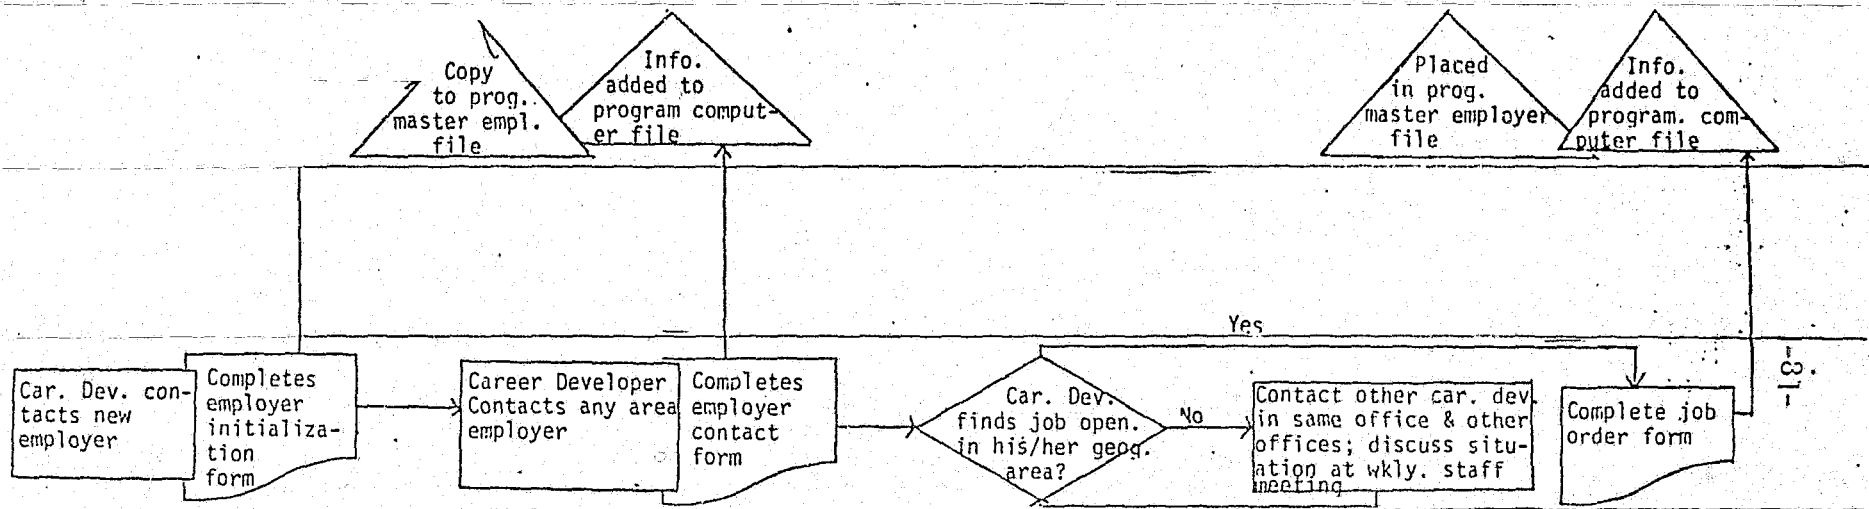 Copy
to prog.
master empl.
file
Info.
added to
program comput-
er file
Placed
in prog.
master employer
file
Info.
added to
program. com-
puter file
Yes
-31-
Car. Dev. con-
tacts new
employer
Completes
employer
initializa-
tion
form
Career Developer
Contacts any area
employer
Completes
employer
contact
form
Car. Dev.
finds job open.
in his/her geog.
area?
No
Contact other car. dev.
in same office & other
offices; discuss situ-
ation at wkly. staff
meeting
Complete job
order form